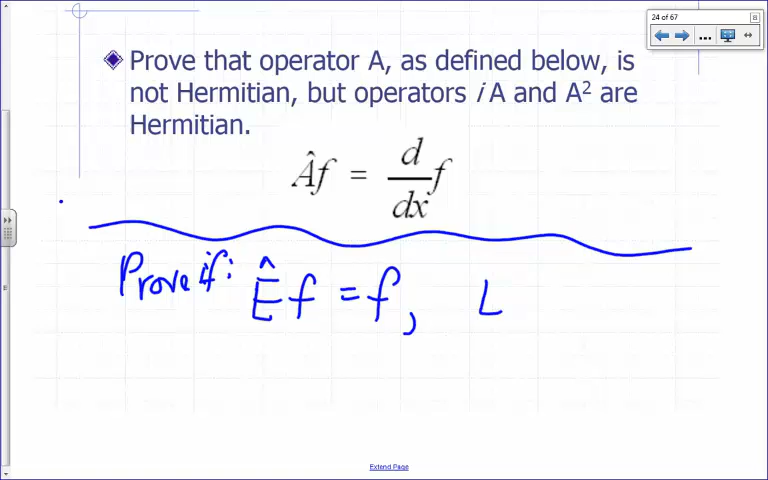 24 of 67
Prove that operator A, as defined below, is
not Hermitian, but operators i A and A² are
Hermitian.
Âf = d/dx f
Prove if: Êf = f, L
Extend Page